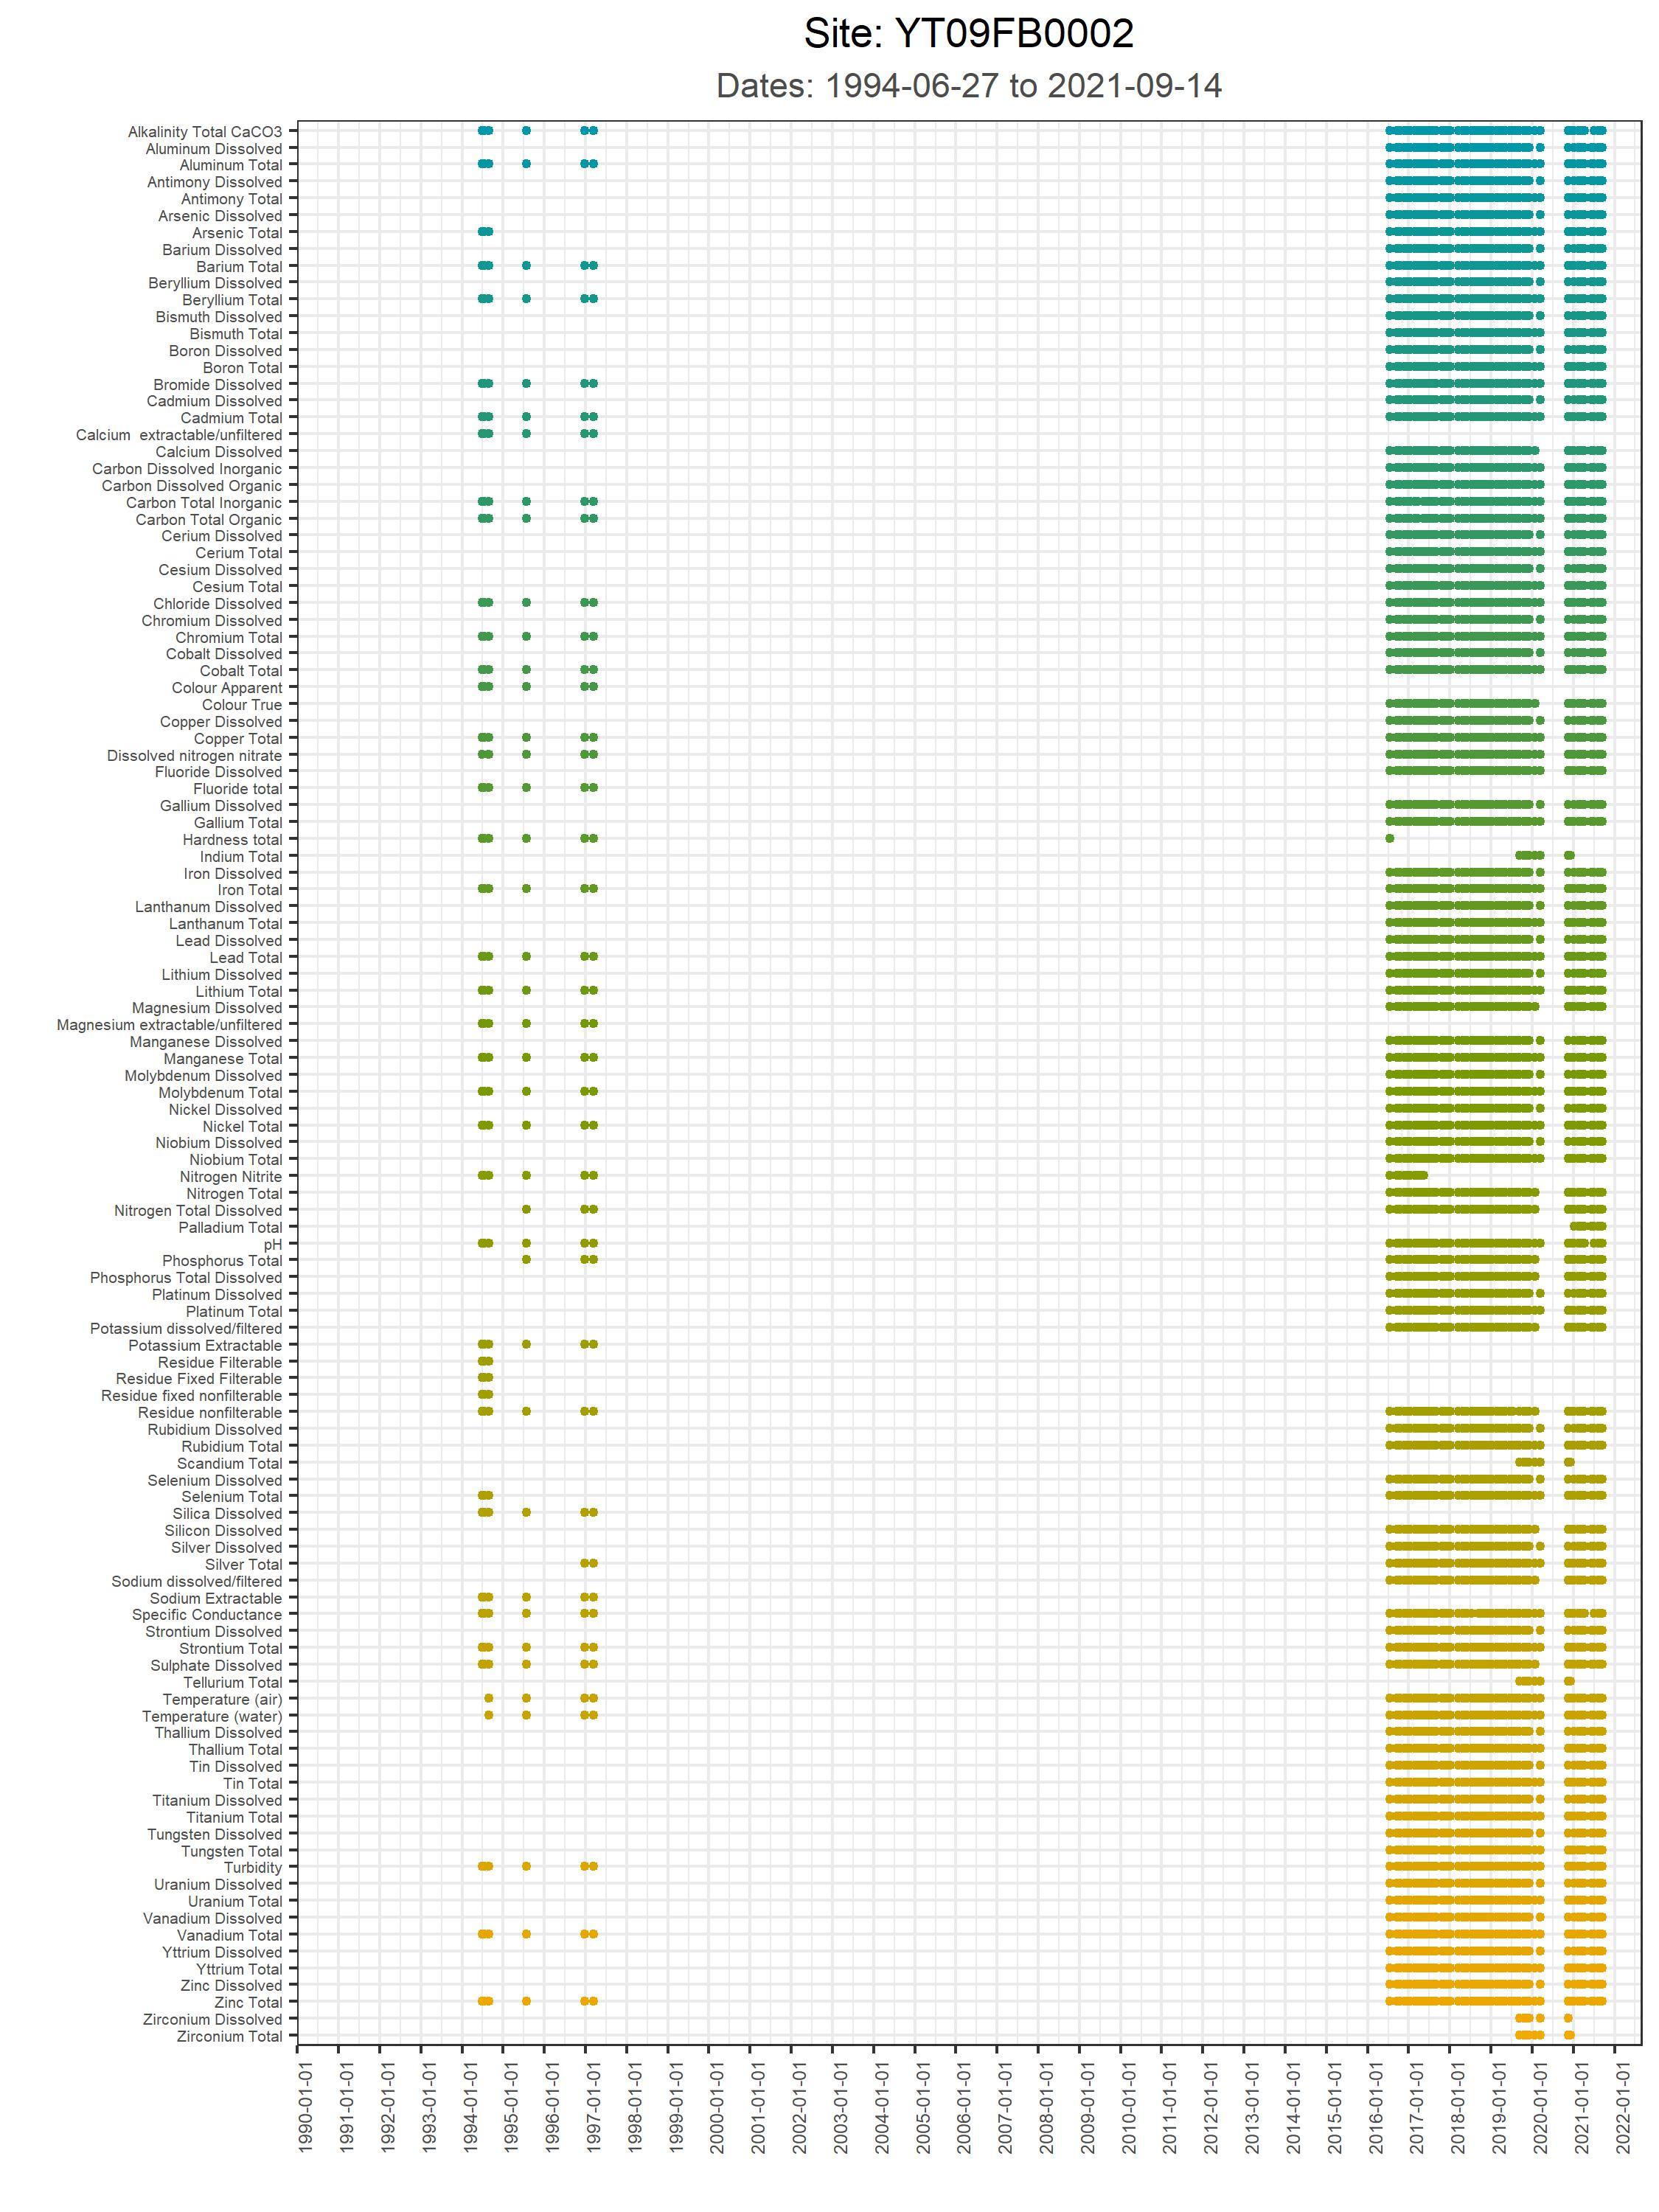 Site: YT09FB0002
Dates: 1994-06-27 to 2021-09-14
Alkalinity Total CaCO3
Aluminum Dissolved
Aluminum Total
Antimony Dissolved
Antimony Total
Arsenic Dissolved
Arsenic Total
Barium Dissolved
Barium Total
Beryllium Dissolved
Beryllium Total
Bismuth Dissolved
Bismuth Total
Boron Dissolved
Boron Total
Bromide Dissolved
Cadmium Dissolved
Cadmium Total
Calcium  extractable/unfiltered
Calcium Dissolved
Carbon Dissolved Inorganic
Carbon Dissolved Organic
Carbon Total Inorganic
Carbon Total Organic
Cerium Dissolved
Cerium Total
Cesium Dissolved
Cesium Total
Chloride Dissolved
Chromium Dissolved
Chromium Total
Cobalt Dissolved
Cobalt Total
Colour Apparent
Colour True
Copper Dissolved
Copper Total
Dissolved nitrogen nitrate
Fluoride Dissolved
Fluoride total
Gallium Dissolved
Gallium Total
Hardness total
Indium Total
Iron Dissolved
Iron Total
Lanthanum Dissolved
Lanthanum Total
Lead Dissolved
Lead Total
Lithium Dissolved
Lithium Total
Magnesium Dissolved
Magnesium extractable/unfiltered
Manganese Dissolved
Manganese Total
Molybdenum Dissolved
Molybdenum Total
Nickel Dissolved
Nickel Total
Niobium Dissolved
Niobium Total
Nitrogen Nitrite
Nitrogen Total
Nitrogen Total Dissolved
Palladium Total
pH
Phosphorus Total
Phosphorus Total Dissolved
Platinum Dissolved
Platinum Total
Potassium dissolved/filtered
Potassium Extractable
Residue Filterable
Residue Fixed Filterable
Residue fixed nonfilterable
Residue nonfilterable
Rubidium Dissolved
Rubidium Total
Scandium Total
Selenium Dissolved
Selenium Total
Silica Dissolved
Silicon Dissolved
Silver Dissolved
Silver Total
Sodium dissolved/filtered
Sodium Extractable
Specific Conductance
Strontium Dissolved
Strontium Total
Sulphate Dissolved
Tellurium Total
Temperature (air)
Temperature (water)
Thallium Dissolved
Thallium Total
Tin Dissolved
Tin Total
Titanium Dissolved
Titanium Total
Tungsten Dissolved
Tungsten Total
Turbidity
Uranium Dissolved
Uranium Total
Vanadium Dissolved
Vanadium Total
Yttrium Dissolved
Yttrium Total
Zinc Dissolved
Zinc Total
Zirconium Dissolved
Zirconium Total
1990-01-01
1991-01-01
1992-01-01
1993-01-01
1994-01-01
1995-01-01
1996-01-01
1997-01-01
1998-01-01
1999-01-01
2000-01-01
2001-01-01
2002-01-01
2003-01-01
2004-01-01
2005-01-01
2006-01-01
2007-01-01
2008-01-01
2009-01-01
2010-01-01
2011-01-01
2012-01-01
2013-01-01
2014-01-01
2015-01-01
2016-01-01
2017-01-01
2018-01-01
2019-01-01
2020-01-01
2021-01-01
2022-01-01